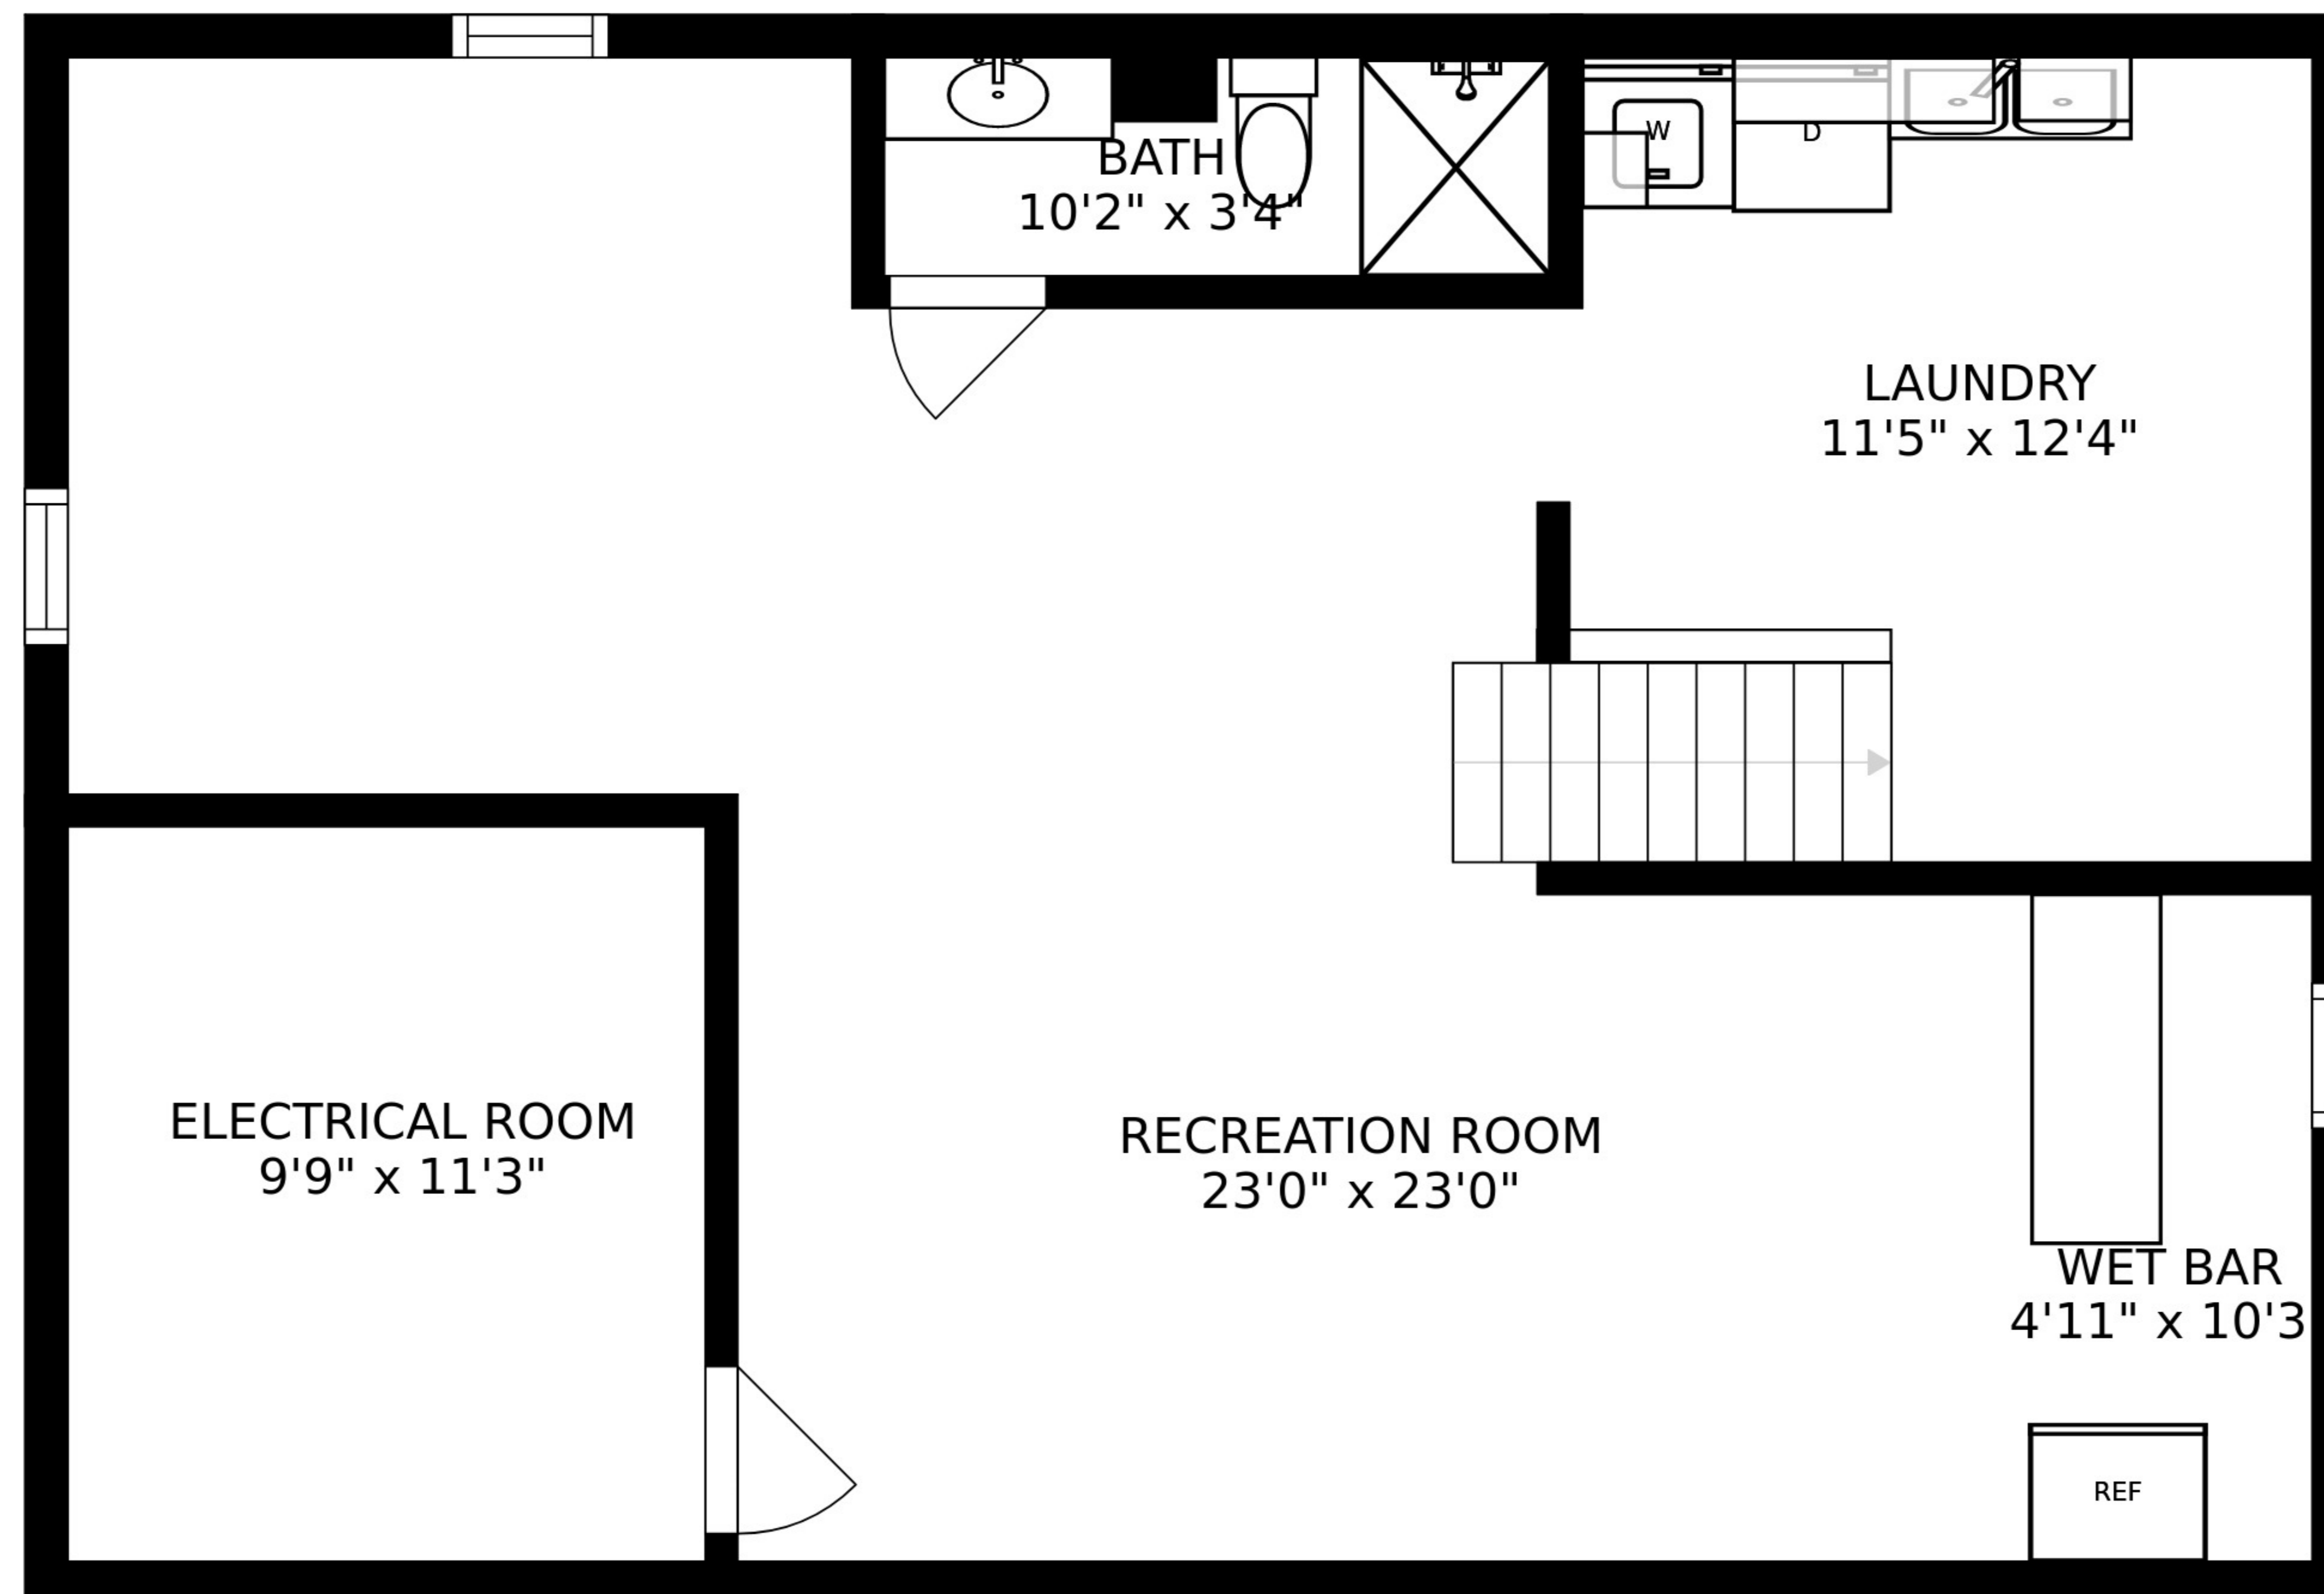 W
D
BATH
10'2" x 3'4"
LAUNDRY
11'5" x 12'4"
ELECTRICAL ROOM
9'9" x 11'3"
RECREATION ROOM
23'0" x 23'0"
WET BAR
4'11" x 10'3
REF